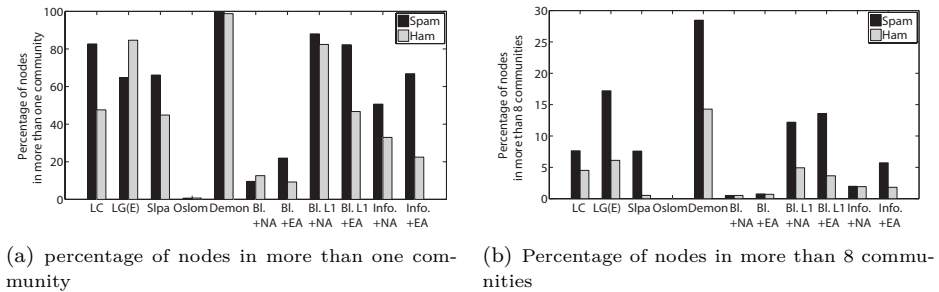 100
80
60
40
20
0
Percentage of nodes
in more than one community
Spam
Ham
LC LG(E) Slpa Oslom Demon Bl. Bl. Bl. L1 Bl. L1 Info. Info.
+NA +EA +NA +EA +NA +EA
(a) percentage of nodes in more than one com-
munity
30
25
20
15
10
5
0
Percentage of nodes
in more than 8 communities
Spam
Ham
LC LG(E) Slpa Oslom Demon Bl. Bl. Bl. L1 Bl. L1 Info. Info.
+NA +EA +NA +EA +NA +EA
(b) Percentage of nodes in more than 8 commu-
nities